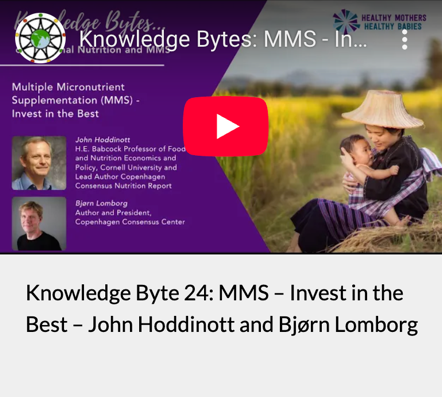 Knowledge Bytes...
Knowledge Bytes: MMS - In...
nal Nutrition and MMS
HEALTHY MOTHERS
HEALTHY BABIES
Multiple Micronutrient
Supplementation (MMS) -
Invest in the Best
John Hoddinott
H.E. Babcock Professor of Food
and Nutrition Economics and
Policy, Cornell University and
Lead Author Copenhagen
Consensus Nutrition Report
Bjørn Lomborg
Author and President,
Copenhagen Consensus Center
Knowledge Byte 24: MMS – Invest in the
Best – John Hoddinott and Bjørn Lomborg